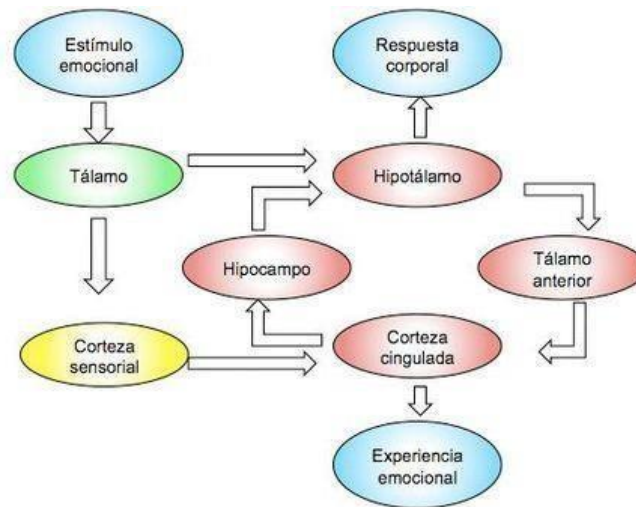 Estímulo
emocional
Respuesta
corporal
Tálamo
Hipotálamo
Hipocampo
Tálamo
anterior
Corteza
sensorial
Corteza
cingulada
Experiencia
emocional